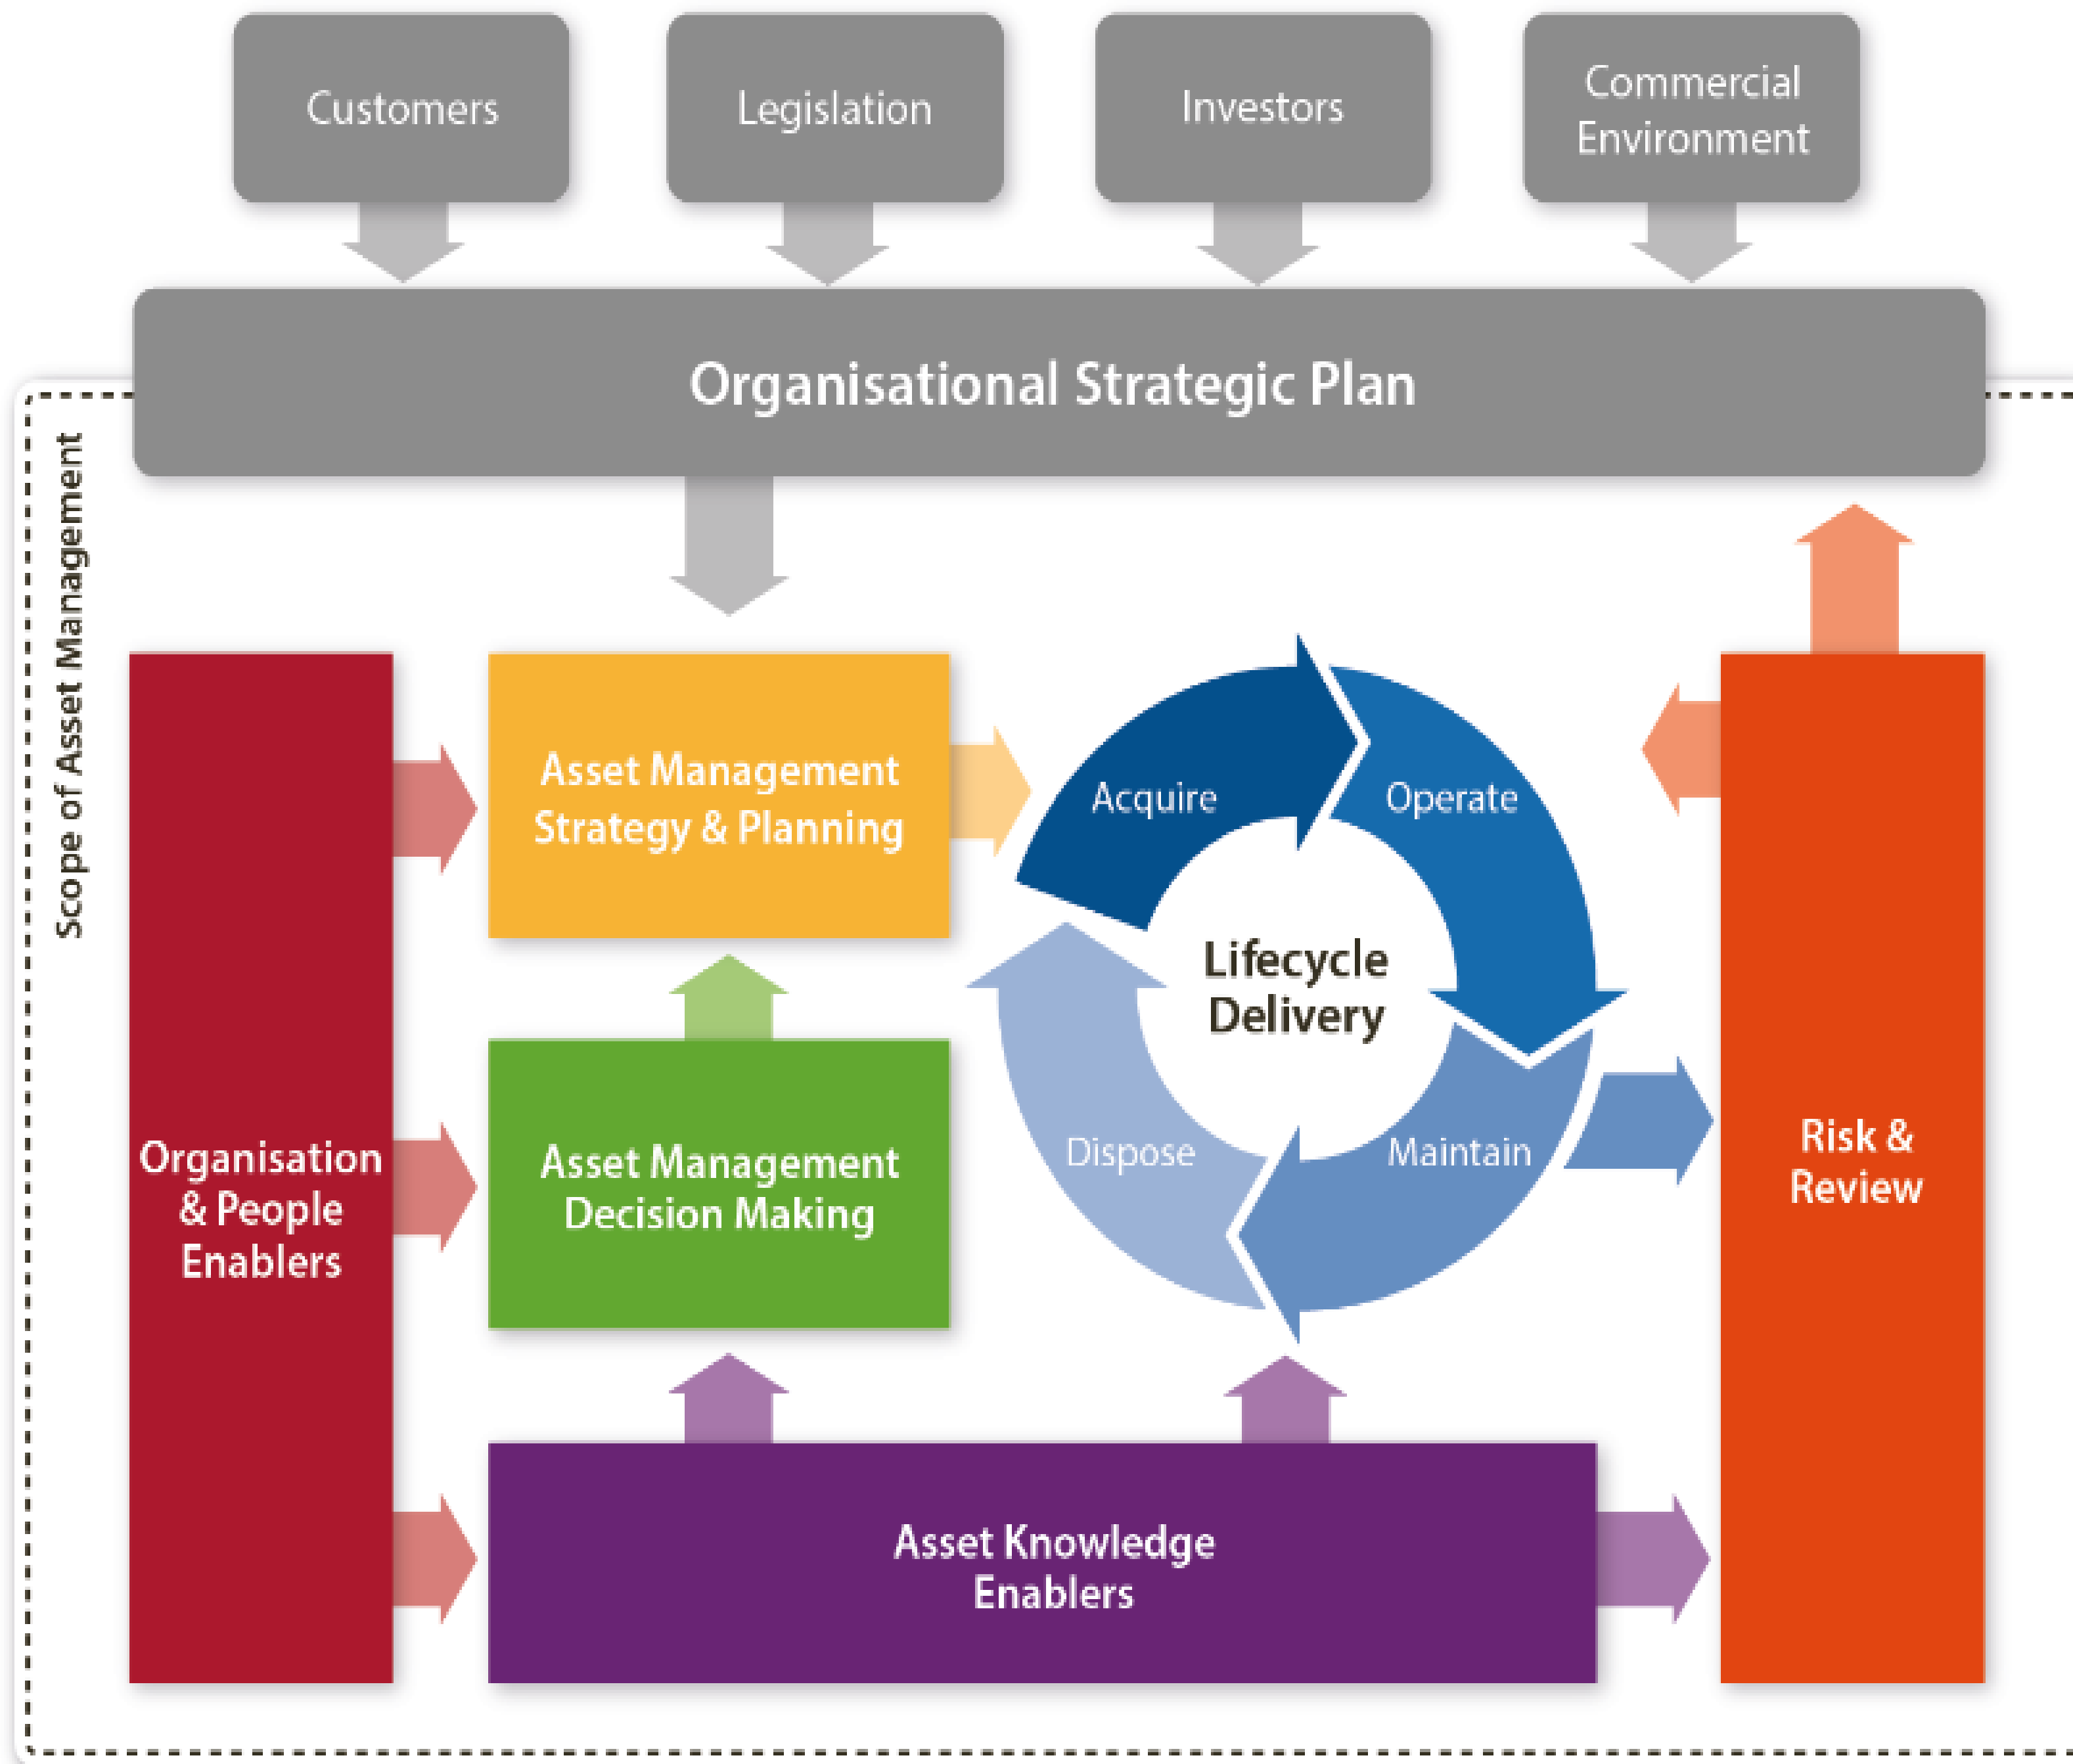 Customers
Legislation
Investors
Commercial
Environment
Organisational Strategic Plan
Scope of Asset Management
Asset Management
Strategy & Planning
Acquire
Operate
Lifecycle
Delivery
Organisation
& People
Enablers
Asset Management
Decision Making
Dispose
Maintain
Risk &
Review
Asset Knowledge
Enablers